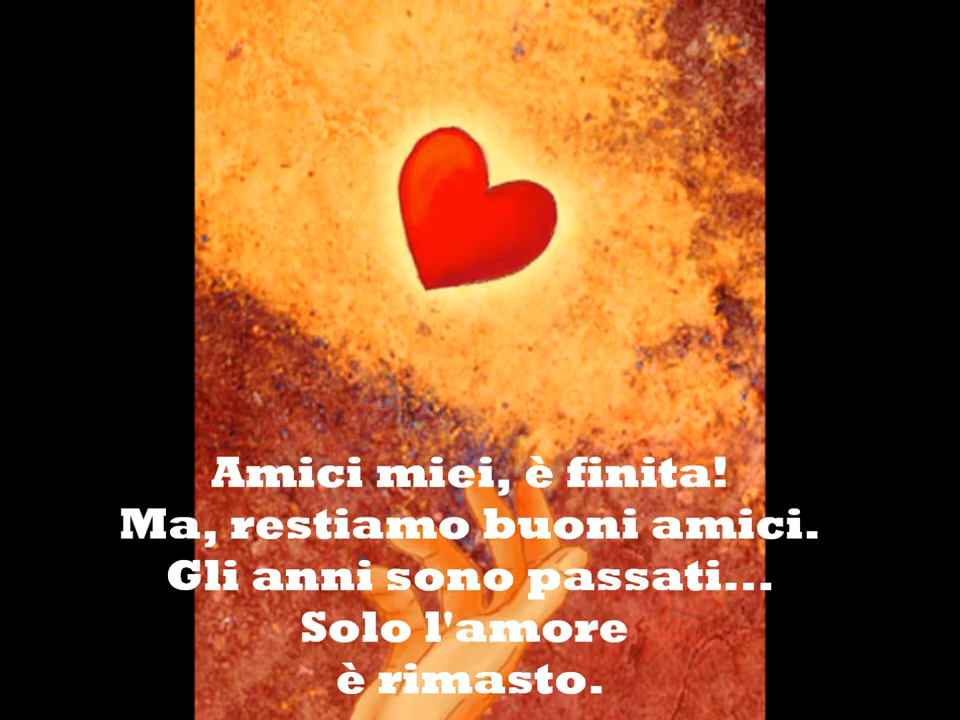 Amici miei, è finita!
Ma, restiamo buoni amici.
Gli anni sono passati...
Solo l'amore
è rimasto.